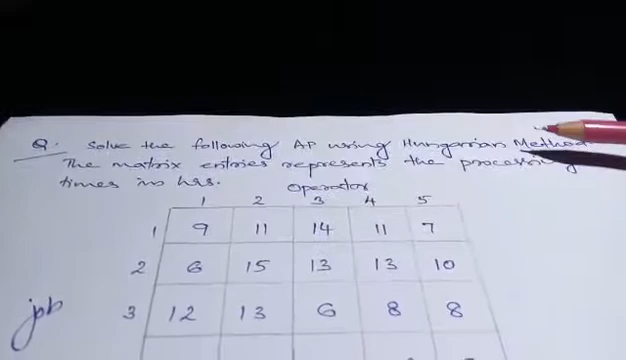 Q. Solve the following AP using Hungarian Method.
The matrix entries represents the processing
times in hrs.
Operator
1 2 3 4 5
1 9 11 14 11 7
2 6 15 13 13 10
job
3 12 13 6 8 8